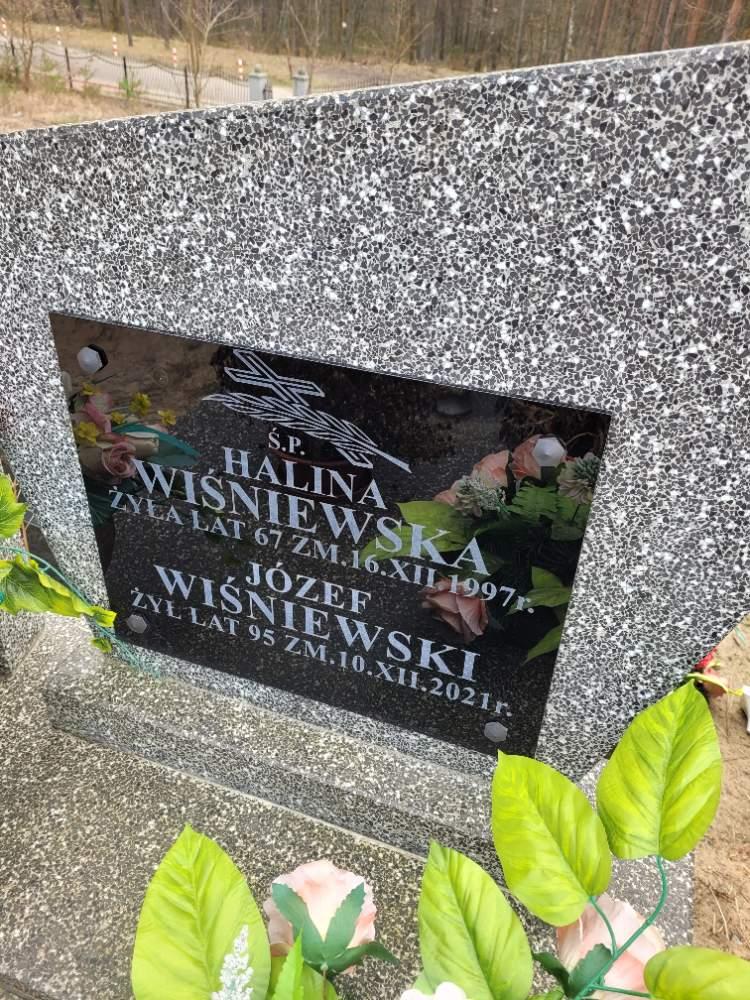 Ś.P.
HALINA
WIŚNIEWSKA
ŻYŁA LAT 67 ZM.16.XII.1997r.
JÓZEF
WIŚNIEWSKI
ŻYŁ LAT 95 ZM.10.XII.2021r.